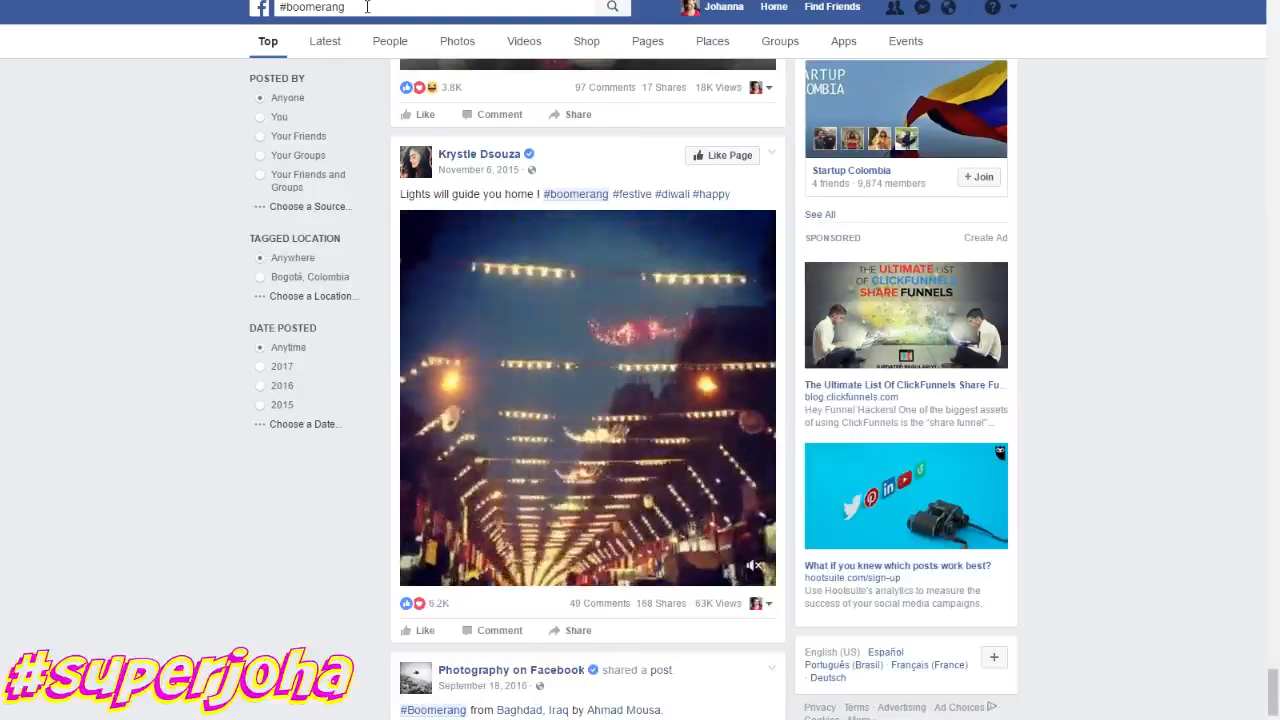 #boomerang
Johanna Home Find Friends
Top Latest People Photos Videos Shop Pages Places Groups Apps Events
POSTED BY
Anyone
You
Your Friends
Your Groups
Your Friends and
Groups
Choose a Source...
TAGGED LOCATION
Anywhere
Bogotá, Colombia
Choose a Location...
DATE POSTED
Anytime
2017
2016
2015
Choose a Date...
3.8K 97 Comments 17 Shares 18K Views
Like Comment Share
Krystle Dsouza
Like Page
November 6, 2015
Lights will guide you home ! #boomerang #festive #diwali #happy
6.2K 49 Comments 168 Shares 63K Views
Like Comment Share
Photography on Facebook shared a post.
September 18, 2016
#Boomerang from Baghdad, Iraq by Ahmad Mousa.
Startup Colombia
4 friends · 9,874 members
+ Join
See All
SPONSORED Create Ad
THE ULTIMATE LIST
OF CLICKFUNNELS
SHARE FUNNELS
The Ultimate List Of ClickFunnels Share Fu...
blog.clickfunnels.com
Hey Funnel Hackers! One of the biggest assets
of using ClickFunnels is the "share funnel"...
What if you knew which posts work best?
hootsuite.com/sign-up
Use Hootsuite's analytics to measure the
success of your social media campaigns.
English (US) Español
Português (Brasil) · Français (France)
· Deutsch
Privacy · Terms · Advertising · Ad Choices
#superjoha